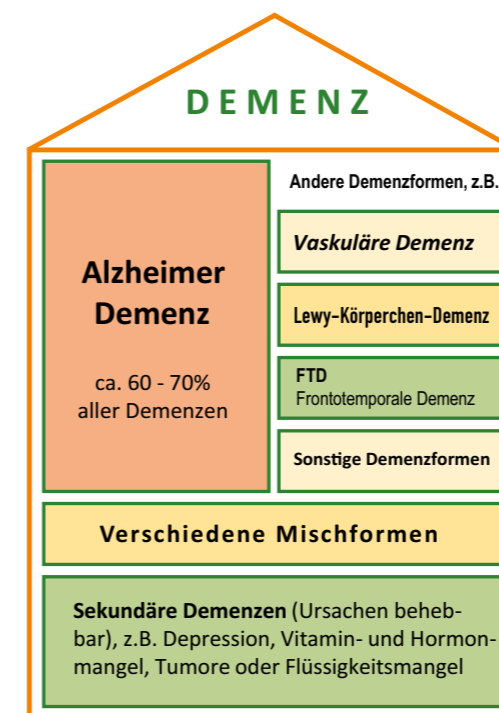 DEMENZ
Alzheimer
Demenz
ca. 60 - 70%
aller Demenzen
Andere Demenzformen, z.B.
Vaskuläre Demenz
Lewy-Körperchen-Demenz
FTD
Frontotemporale Demenz
Sonstige Demenzformen
Verschiedene Mischformen
Sekundäre Demenzen (Ursachen beheb-
bar), z.B. Depression, Vitamin- und Hormon-
mangel, Tumore oder Flüssigkeitsmangel